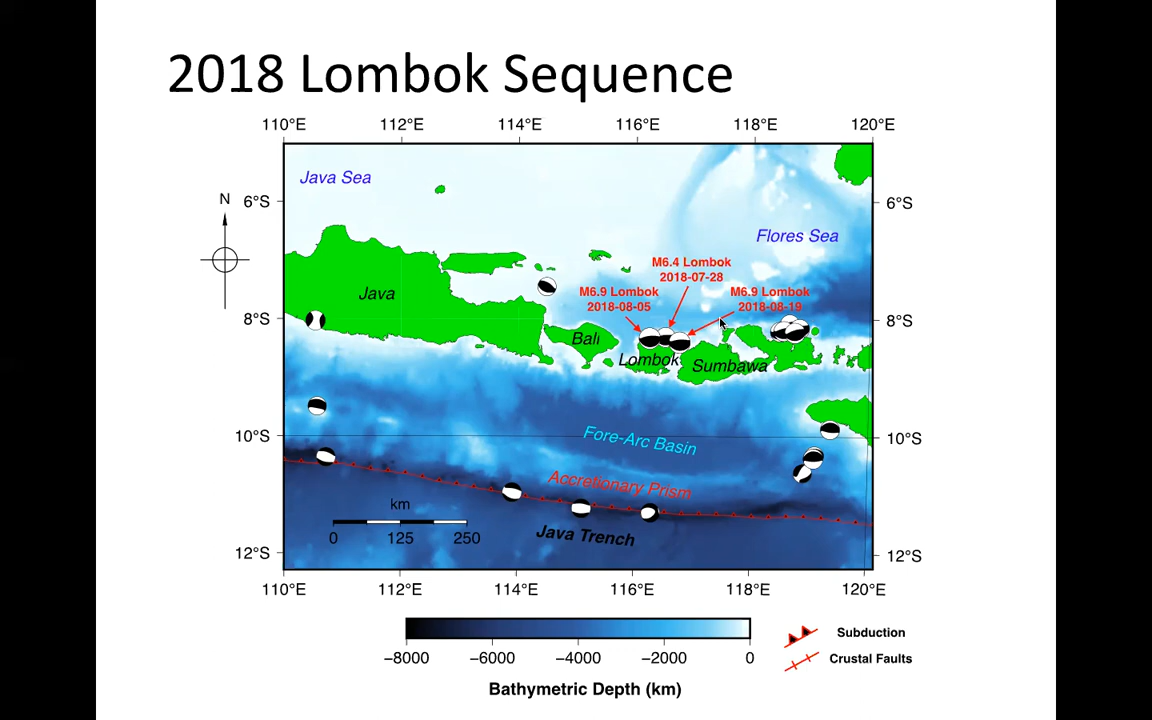 2018 Lombok Sequence
110°E 112°E 114°E 116°E 118°E 120°E
Java Sea
N
6°S 6°S
Flores Sea
M6.4 Lombok
2018-07-28
M6.9 Lombok
2018-08-05
M6.9 Lombok
2018-08-19
Java
8°S 8°S
Bali
Lombok
Sumbawa
10°S 10°S
Fore-Arc Basin
Accretionary Prism
km
0 125 250
Java Trench
12°S 12°S
110°E 112°E 114°E 116°E 118°E 120°E
−8000 −6000 −4000 −2000 0
Bathymetric Depth (km)
Subduction
Crustal Faults